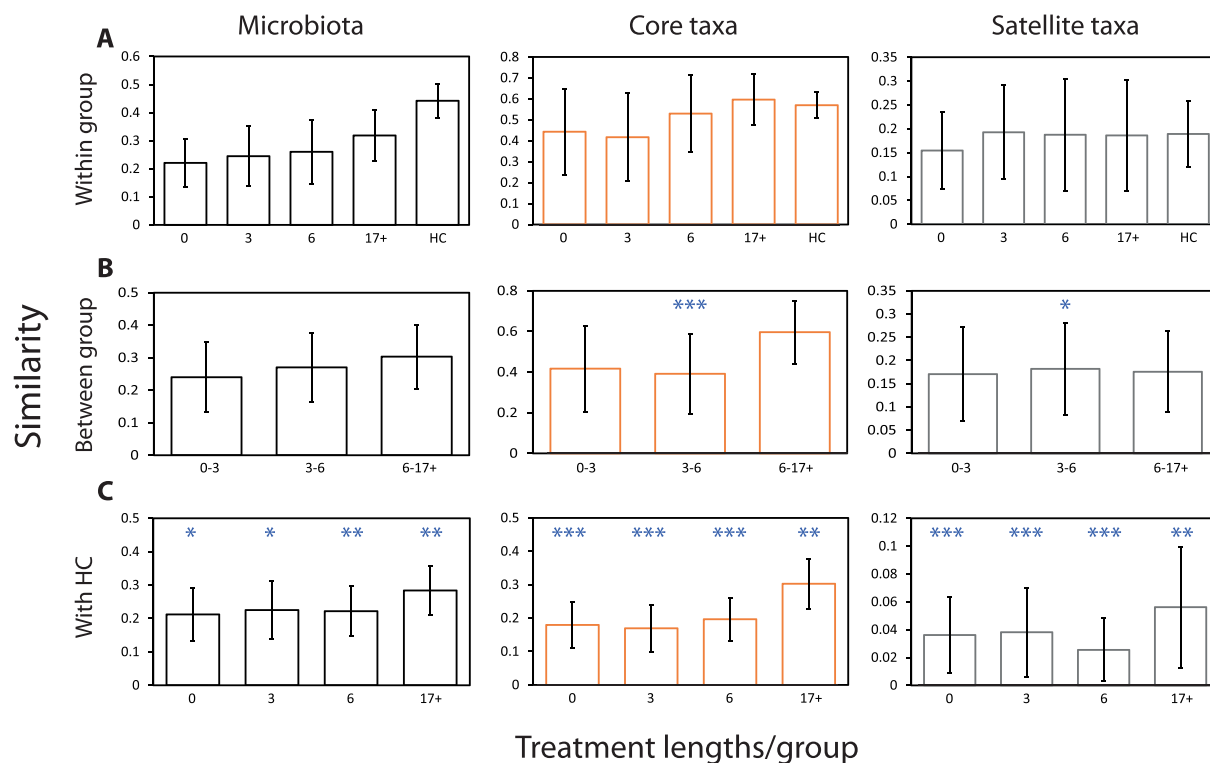 Microbiota
Core taxa
Satellite taxa
Similarity
A
Within group
0.6
0.5
0.4
0.3
0.2
0.1
0
0 3 6 17+ HC
0.8
0.7
0.6
0.5
0.4
0.3
0.2
0.1
0
0 3 6 17+ HC
0.35
0.3
0.25
0.2
0.15
0.1
0.05
0
0 3 6 17+ HC
B
Between group
0.5
0.4
0.3
0.2
0.1
0
0-3 3-6 6-17+
0.8
0.6
0.4
0.2
0
***
0-3 3-6 6-17+
0.35
0.3
0.25
0.2
0.15
0.1
0.05
0
*
0-3 3-6 6-17+
C
With HC
0.5
0.4
0.3
0.2
0.1
0
* * ** **
0 3 6 17+
0.5
0.4
0.3
0.2
0.1
0
*** *** *** **
0 3 6 17+
0.12
0.1
0.08
0.06
0.04
0.02
0
*** *** *** **
0 3 6 17+
Treatment lengths/group